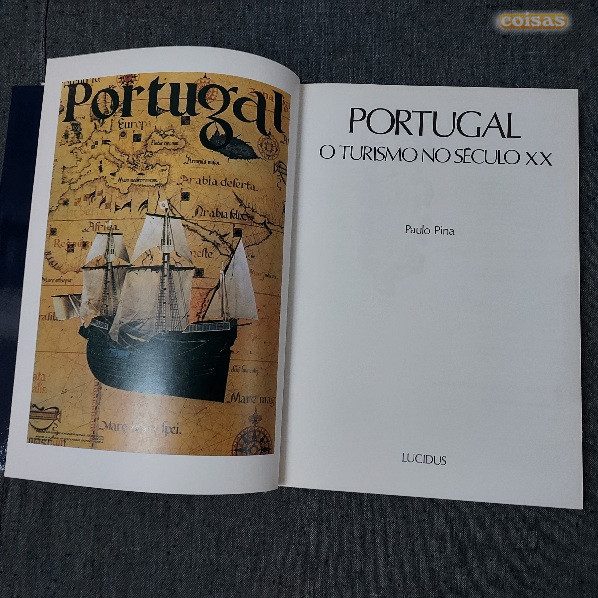 coisas
Portugal
Europa
Arabia deserta
Arabia felix
Africa
PORTUGAL
O TURISMO NO SÉCULO XX
Paulo Pina
LUCIDUS